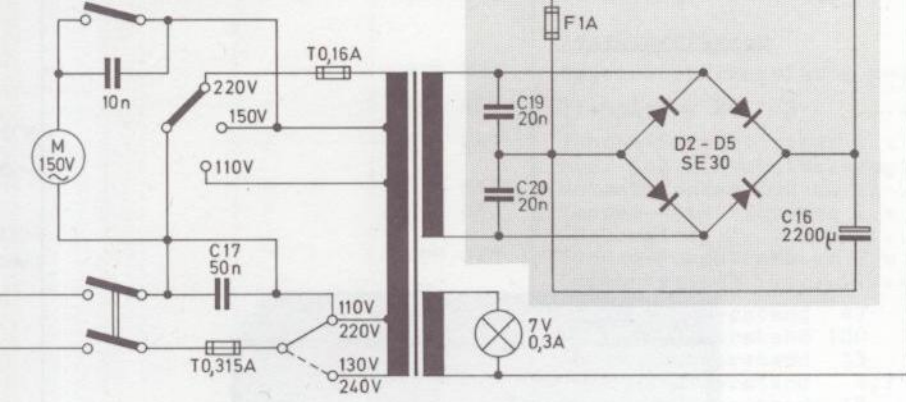 F1A
T0,16A
220V
10n
150V
C19
20n
M
150V
D2-D5
SE30
110V
C20
20n
C16
2200µ
C17
50n
110V
220V
7V
0,3A
T0,315A
130V
240V